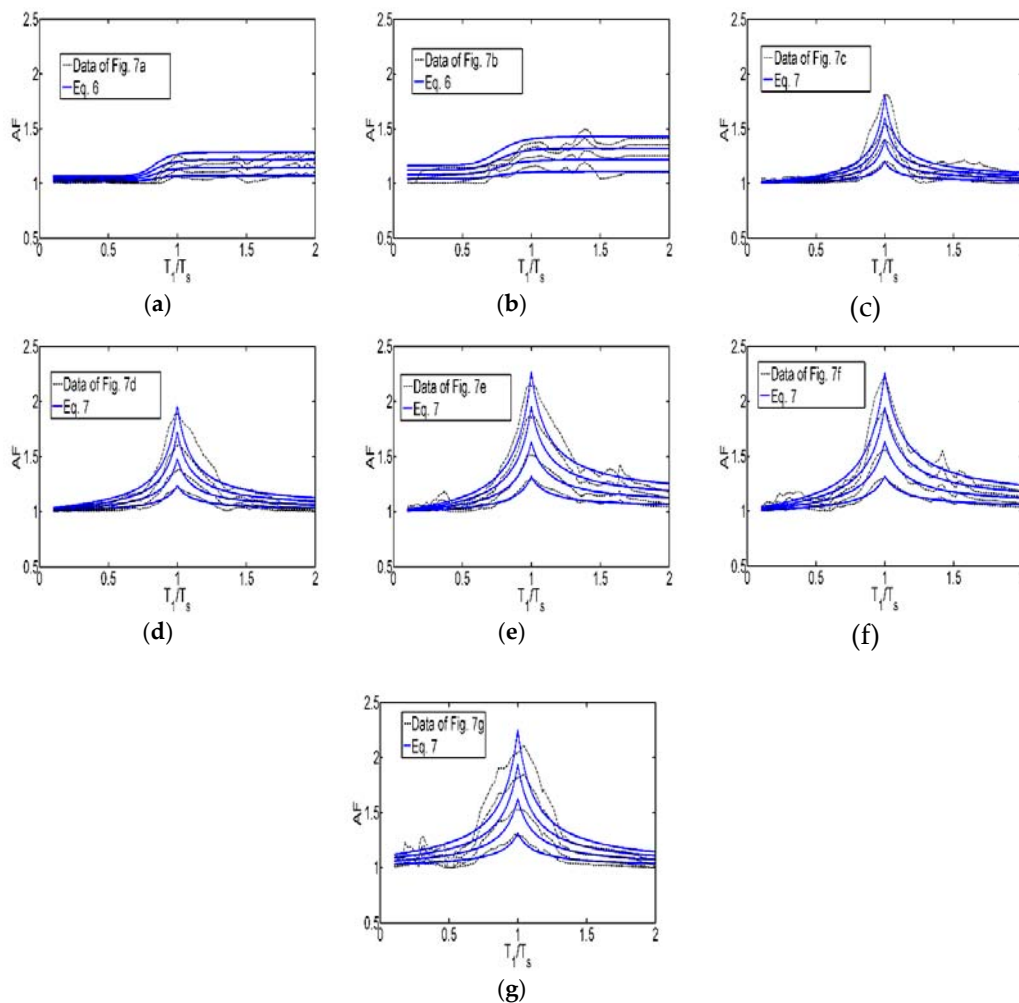 2.5
2
1.5
1
0.5
AF
Data of Fig. 7a
Eq. 6
0 0.5 1 1.5 2
T1/Ts
(a)
2.5
2
1.5
1
0.5
AF
Data of Fig. 7b
Eq. 6
0 0.5 1 1.5 2
T1/Ts
(b)
2.5
2
1.5
1
0.5
AF
Data of Fig. 7c
Eq. 7
0 0.5 1 1.5 2
T1/Ts
(c)
2.5
2
1.5
1
0.5
AF
Data of Fig. 7d
Eq. 7
0 0.5 1 1.5 2
T1/Ts
(d)
2.5
2
1.5
1
0.5
AF
Data of Fig. 7e
Eq. 7
0 0.5 1 1.5 2
T1/Ts
(e)
2.5
2
1.5
1
0.5
AF
Data of Fig. 7f
Eq. 7
0 0.5 1 1.5
T1/Ts
(f)
2.5
2
1.5
1
0.5
AF
Data of Fig. 7g
Eq. 7
0 0.5 1 1.5 2
T1/Ts
(g)